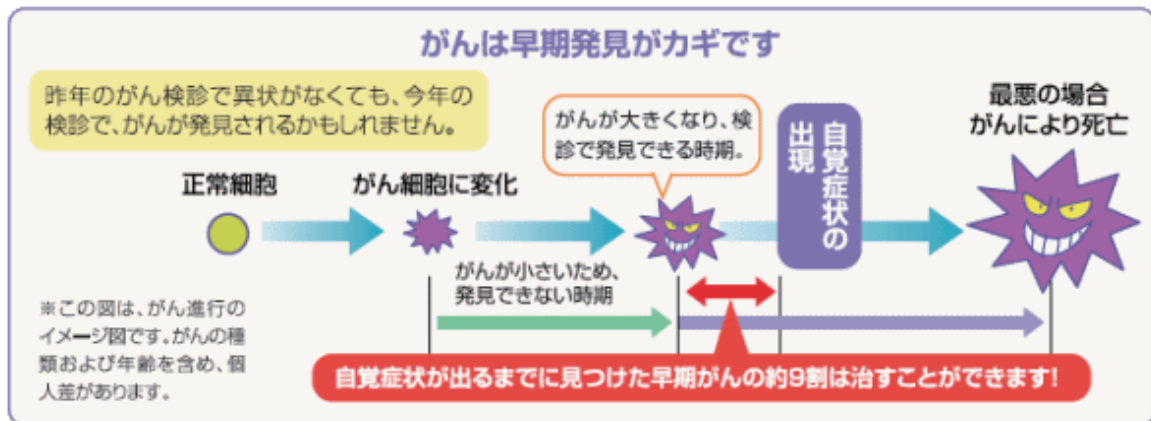 がんは早期発見がカギです
昨年のがん検診で異状がなくても、今年の
検診で、がんが発見されるかもしれません。
がんが大きくなり、検
診で発見できる時期。
自覚症状の
出現
最悪の場合
がんにより死亡
正常細胞
がん細胞に変化
がんが小さいため、
発見できない時期
※この図は、がん進行の
イメージ図です。がんの種
類および年齢を含め、個
人差があります。
自覚症状が出るまでに見つけた早期がんの約9割は治すことができます!